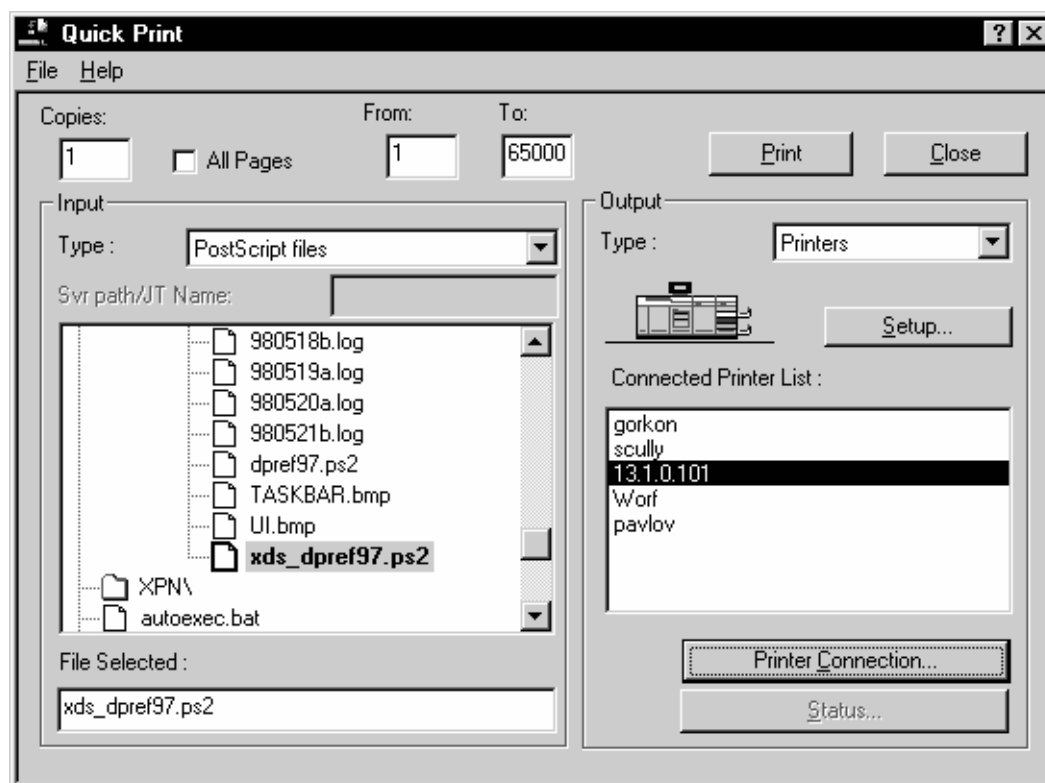 Quick Print
File Help
Copies:
From:
To:
1
All Pages
1
65000
Print
Close
Input
Type :
PostScript files
Svr path/JT Name:
980518b.log
980519a.log
980520a.log
980521b.log
dpref97.ps2
TASKBAR.bmp
UI.bmp
xds_dpref97.ps2
XPN\
autoexec.bat
File Selected :
xds_dpref97.ps2
Output
Type :
Printers
Setup...
Connected Printer List :
gorkon
scully
13.1.0.101
Worf
pavlov
Printer Connection...
Status...